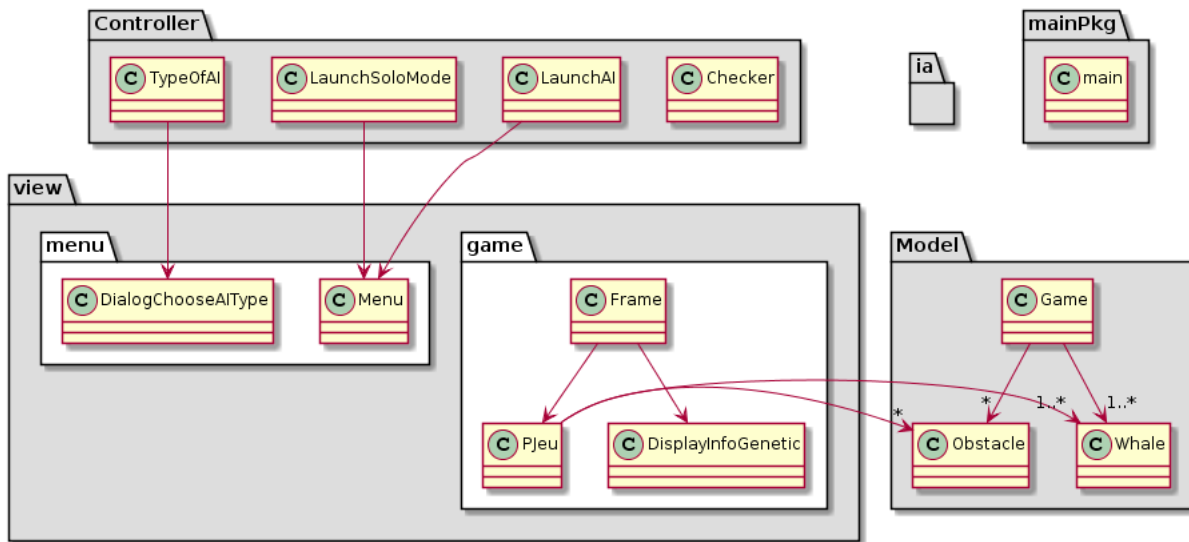 Controller
mainPkg
C TypeOfAI
C LaunchSoloMode
C LaunchAI
C Checker
ia
C main
view
menu
game
Model
C DialogChooseAIType
C Menu
C Frame
C Game
* 1..* * 1..*
C PJeu
C DisplayInfoGenetic
C Obstacle
C Whale